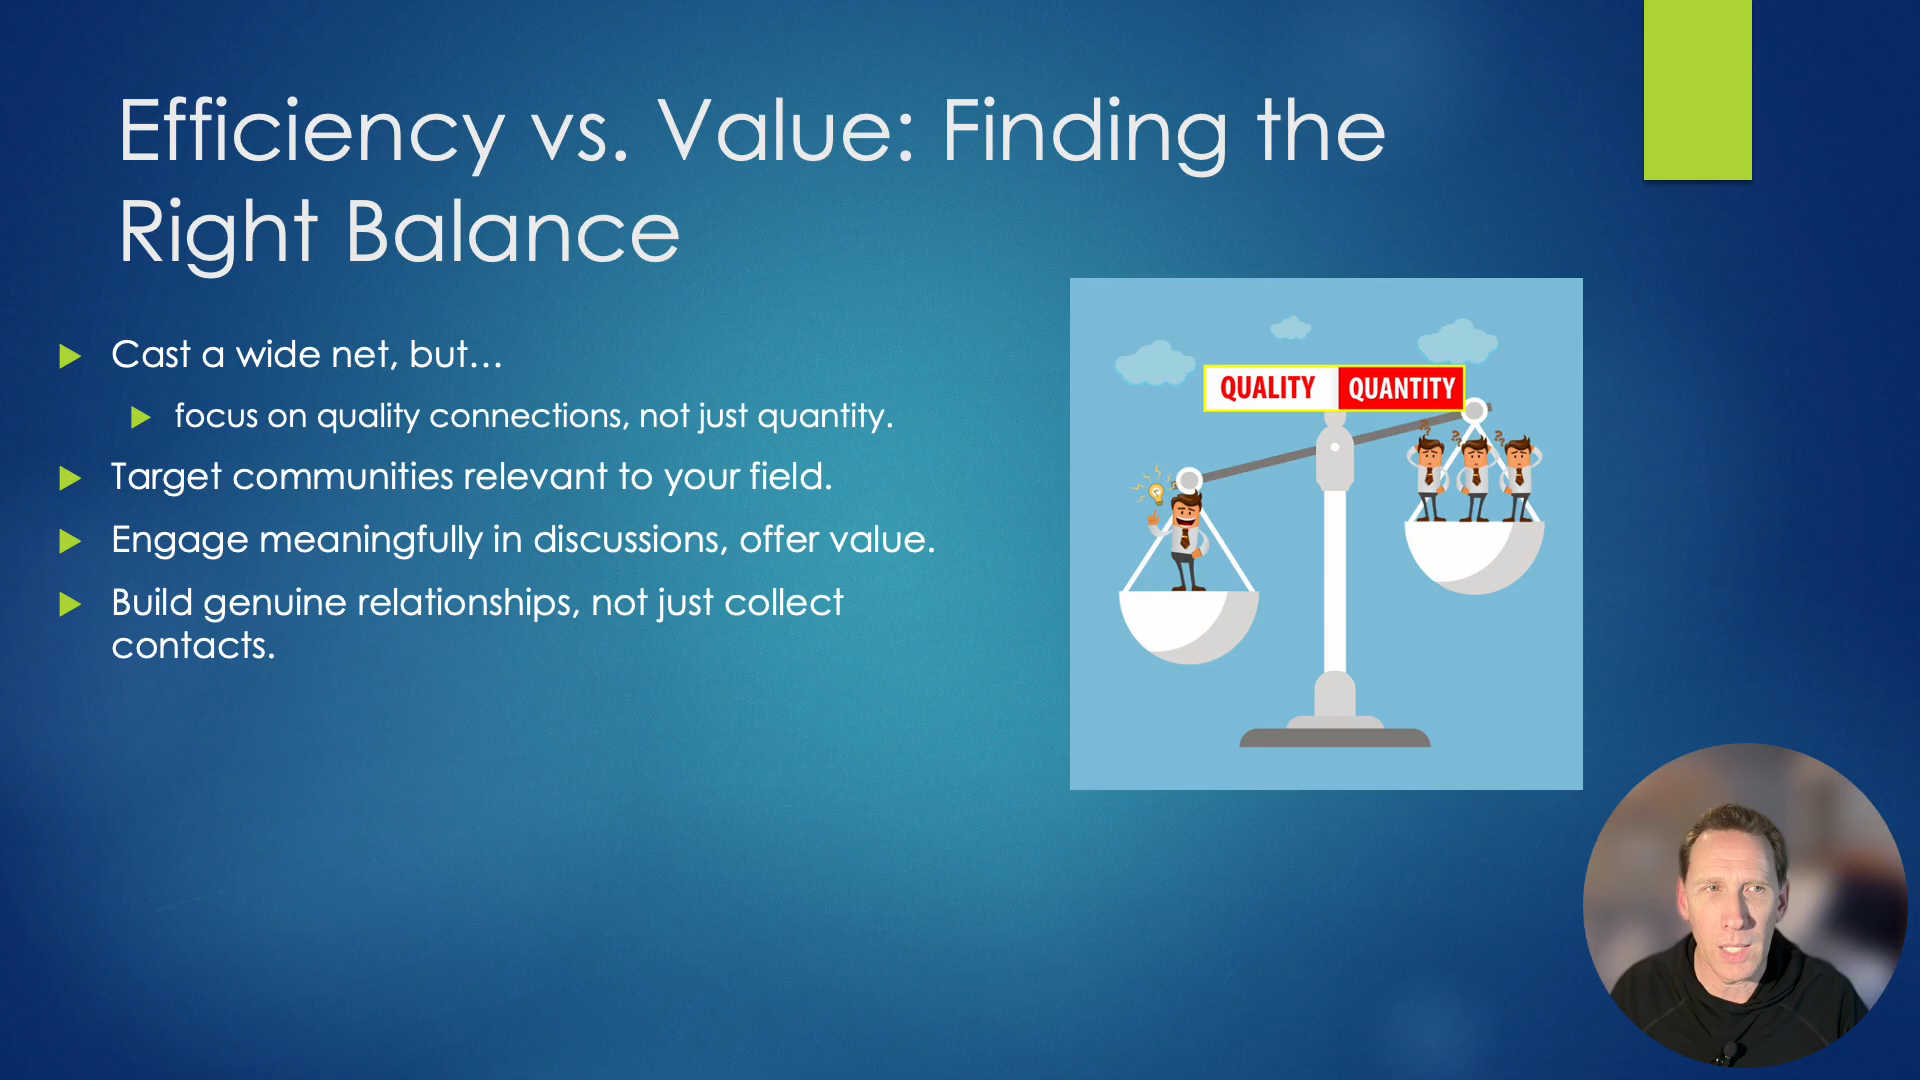 Efficiency vs. Value: Finding the
Right Balance
Cast a wide net, but…
focus on quality connections, not just quantity.
Target communities relevant to your field.
Engage meaningfully in discussions, offer value.
Build genuine relationships, not just collect
contacts.
QUALITY QUANTITY
?? ?? ??